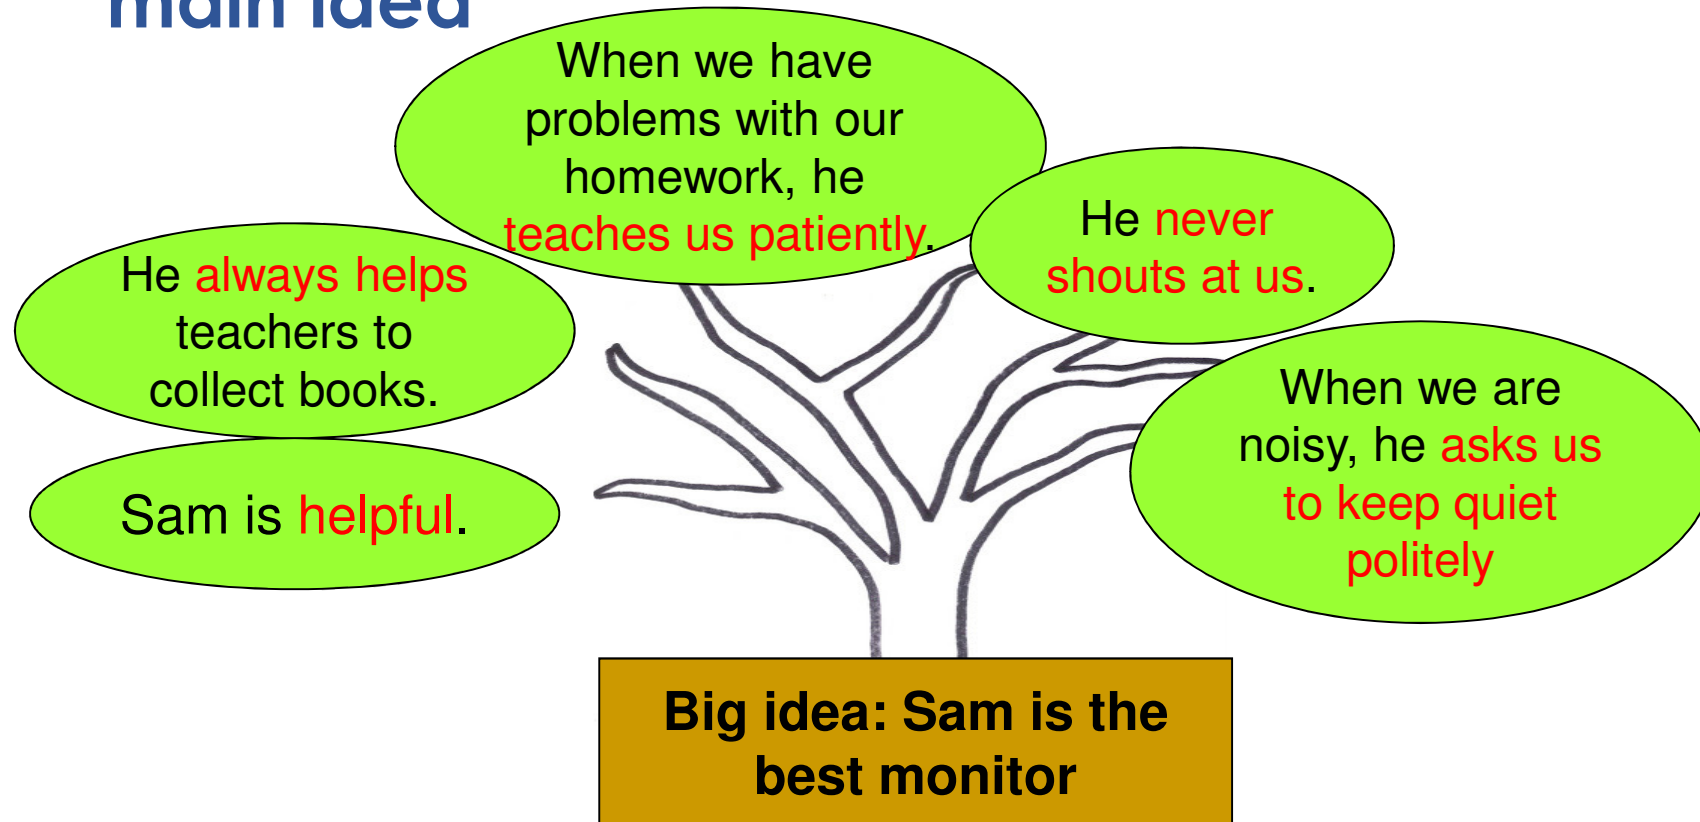 main idea
When we have
problems with our
homework, he
teaches us patiently.
He never
shouts at us.
He always helps
teachers to
collect books.
When we are
noisy, he asks us
to keep quiet
politely
Sam is helpful.
Big idea: Sam is the
best monitor